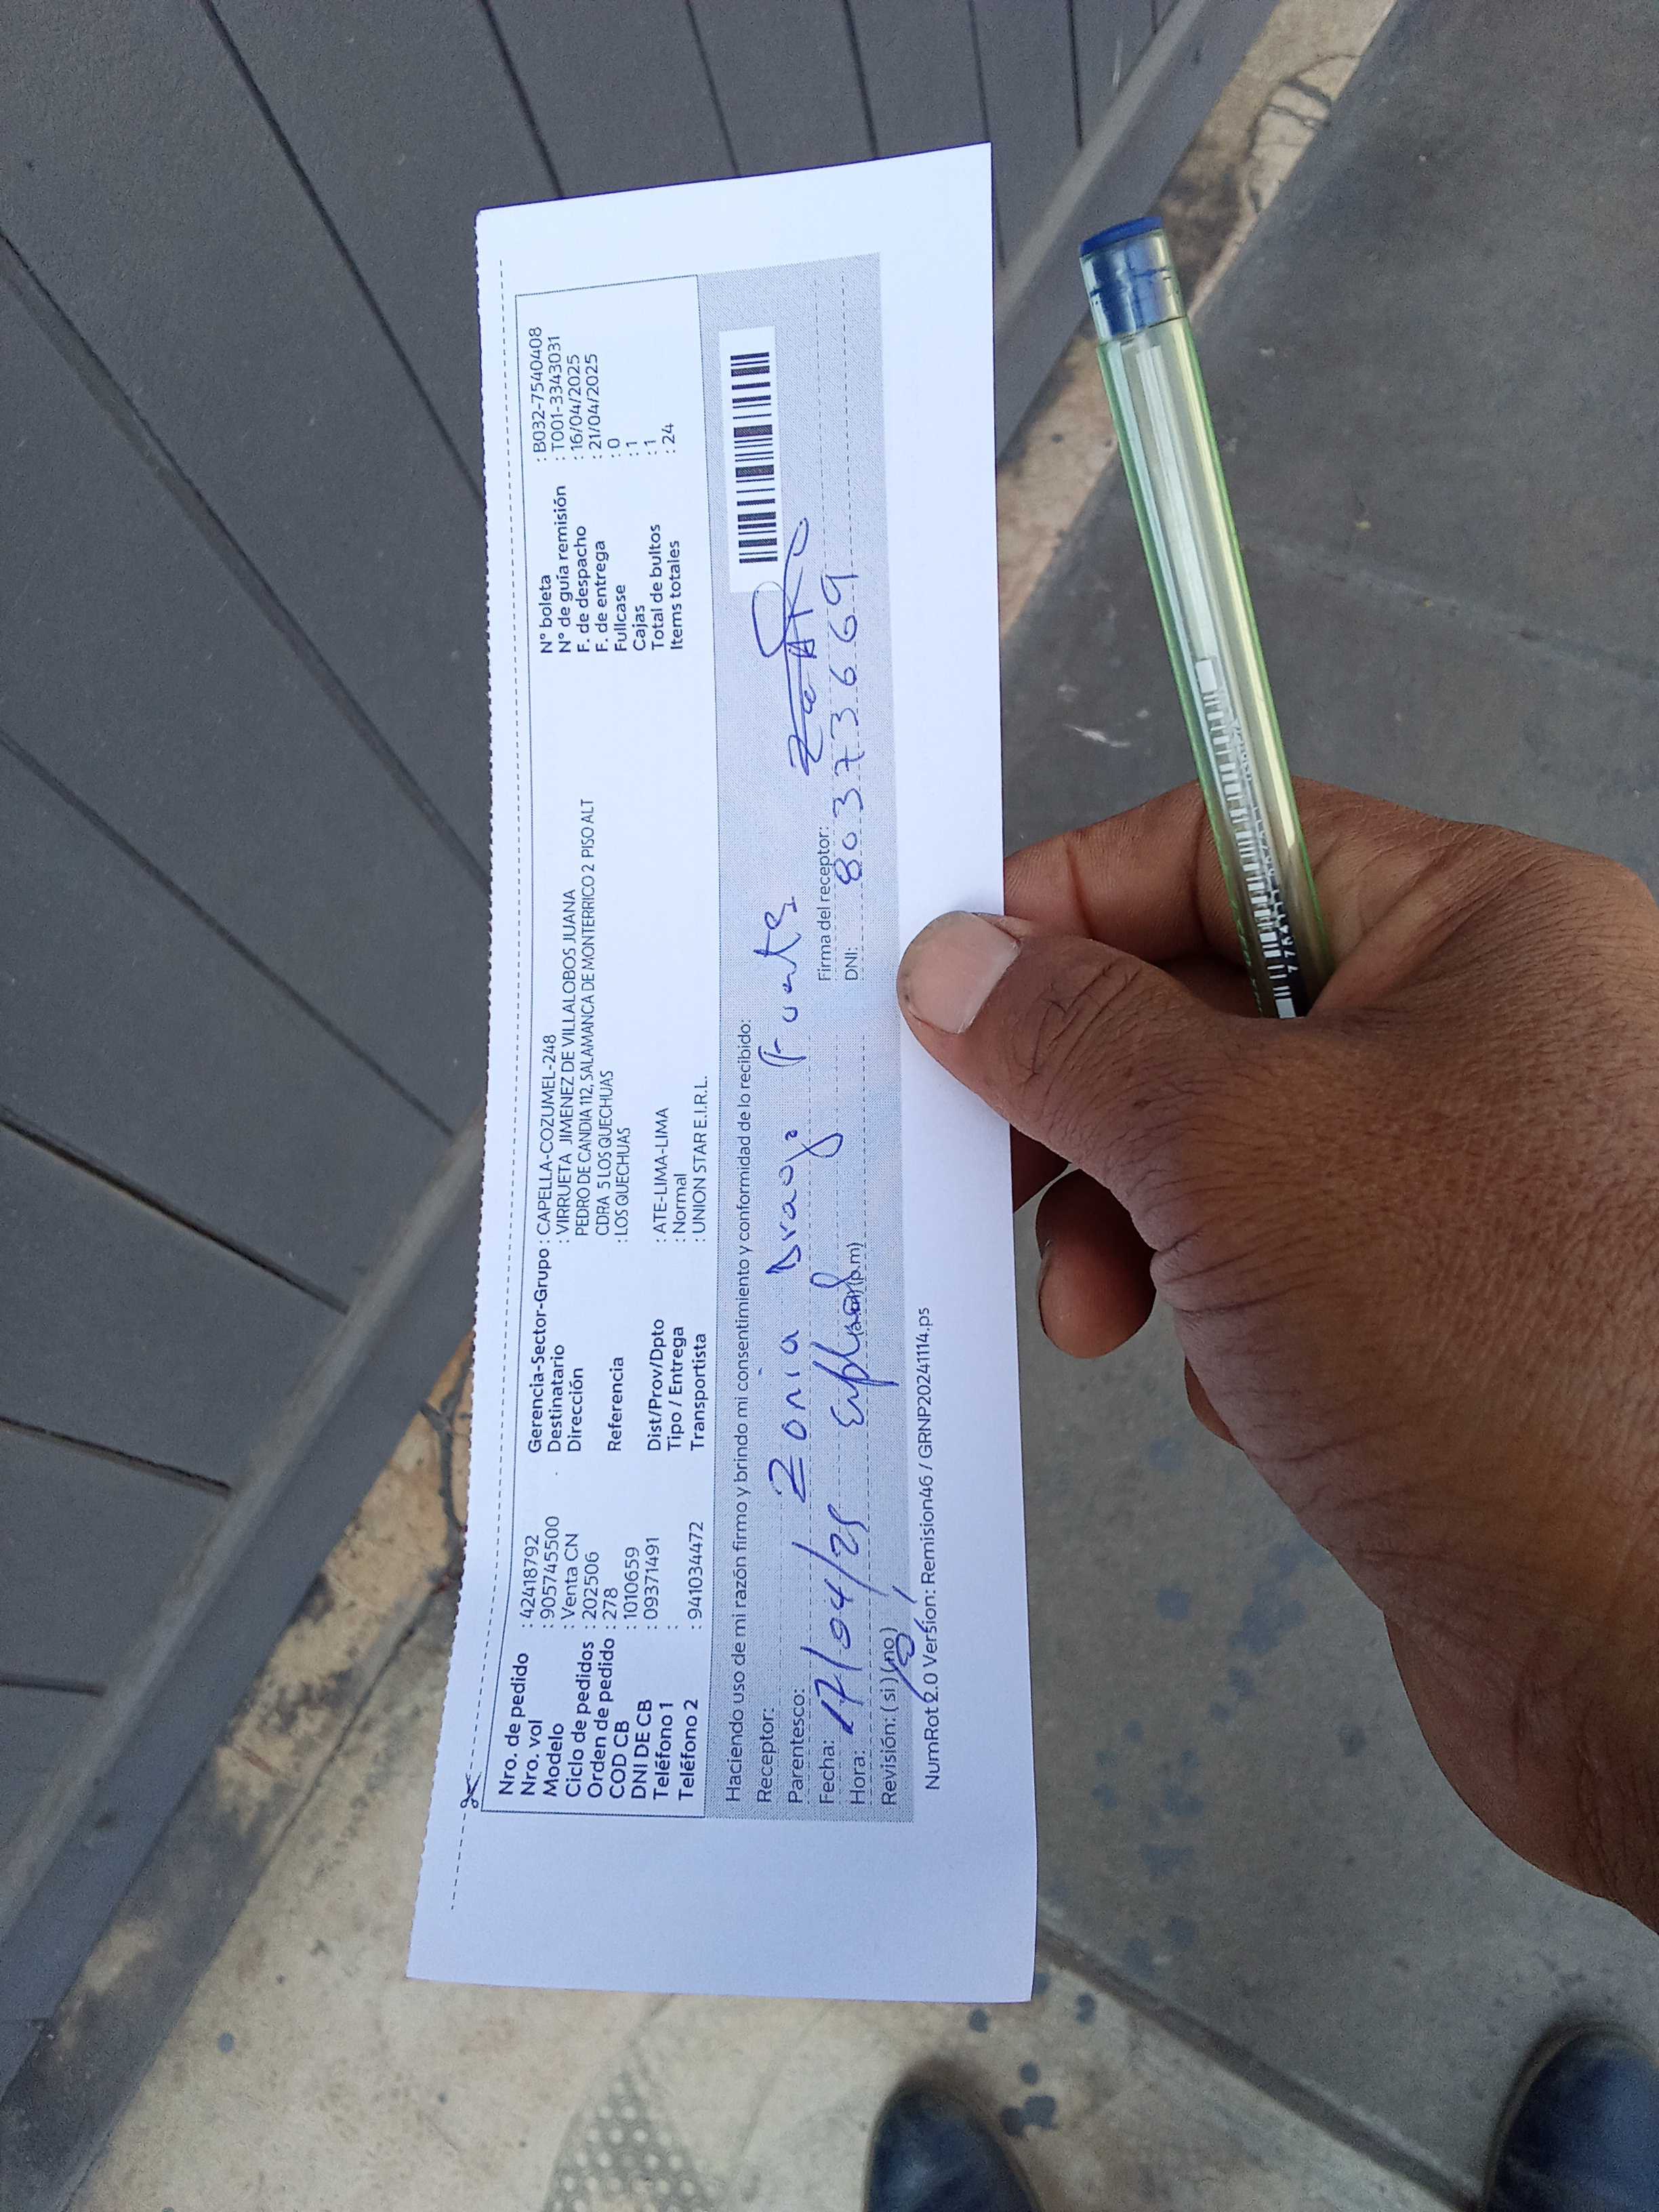 Nro. de pedido : 42418792
Nro. vol : 905745500
Modelo : Venta CN
Ciclo de pedidos : 202506
Orden de pedido : 278
COD CB : 1010659
DNI DE CB : 09371491
Teléfono 1 :
Teléfono 2 : 941034472
Gerencia-Sector-Grupo : CAPELLA-COZUMEL-248
Destinatario : VIRRUETA JIMENEZ DE VILLALOBOS JUANA
Dirección PEDRO DE CANDIA 112, SALAMANCA DE MONTERRICO 2 PISO ALT
CDRA 5 LOS QUECHUAS
Referencia : LOS QUECHUAS
Dist/Prov/Dpto : ATE-LIMA-LIMA
Tipo / Entrega : Normal
Transportista : UNION STAR E.I.R.L.
N° boleta : B032-7540408
N° de guía remisión : T001-3343031
F. de despacho : 16/04/2025
F. de entrega : 21/04/2025
Fullcase : 0
Cajas : 1
Total de bultos : 1
Items totales : 24
Haciendo uso de mi razón firmo y brindo mi consentimiento y conformidad de lo recibido:
Receptor: Zonia
Parentesco:
Fecha: 17/04/25
Hora: (p.m)
Revisión: ( si ) (no)
Firma del receptor:
DNI: 80373669
NumRot 2.0 Version: Remision46 / GRNP20241114.ps